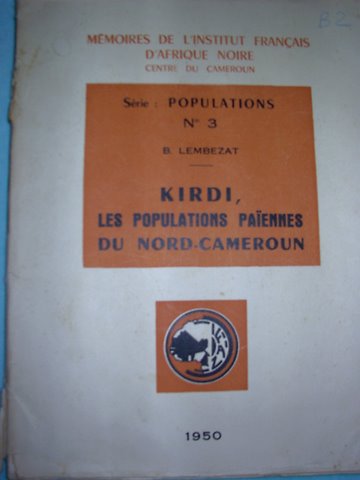 B2
MÉMOIRES DE L'INSTITUT FRANÇAIS
D'AFRIQUE NOIRE
CENTRE DU CAMEROUN
Série : POPULATIONS
N° 3
B. LEMBEZAT
KIRDI,
LES POPULATIONS PAÏENNES
DU NORD-CAMEROUN
1950